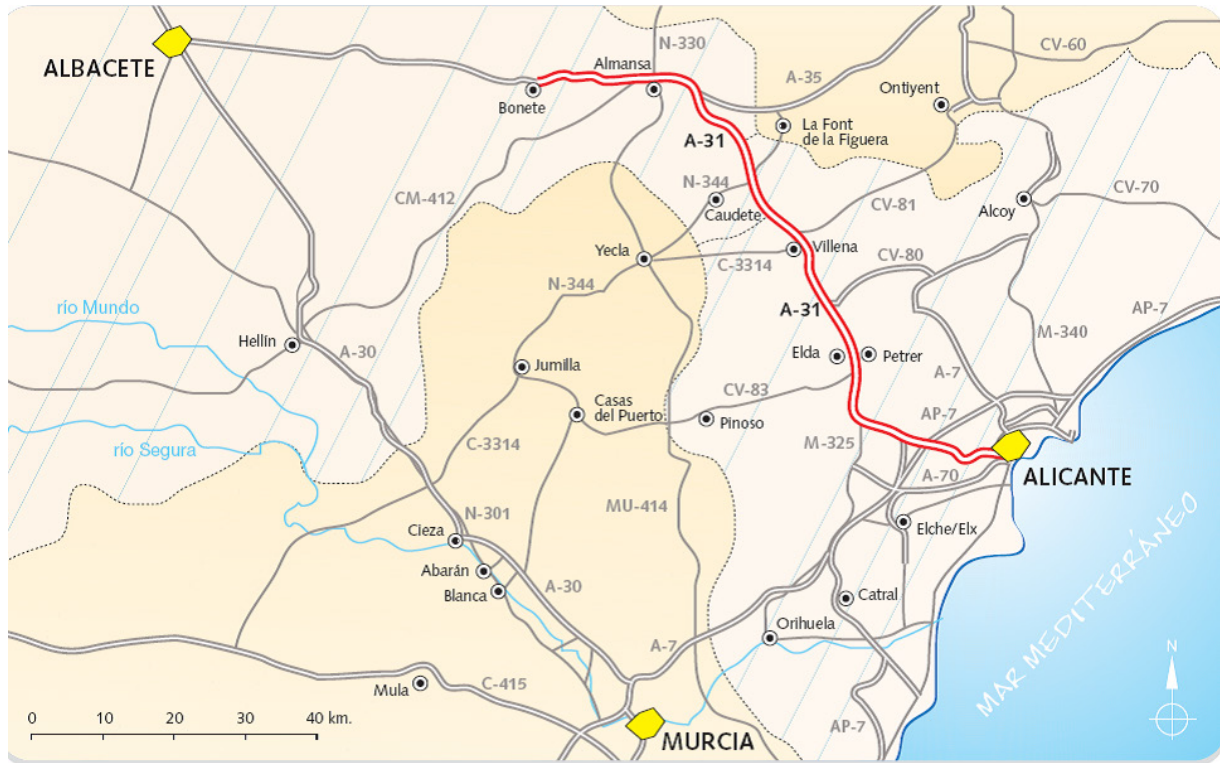 ALBACETE
N-330
Almansa
CV-60
A-35
Ontiyent
Bonete
La Font
de la Figuera
A-31
N-344
Caudete
CM-412
CV-81
Alcoy
CV-70
Yecla
Villena
C-3314
CV-80
N-344
río Mundo
A-31
AP-7
M-340
Hellín
A-30
Elda
Petrer
Jumilla
A-7
CV-83
Casas
del Puerto
AP-7
Pinoso
río Segura
C-3314
M-325
A-70
ALICANTE
MU-414
N-301
Cieza
Elche/Elx
Abarán
A-30
Blanca
Catral
Orihuela
A-7
MAR MEDITERRÁNEO
N
Mula
C-415
0 10 20 30 40 km.
AP-7
MURCIA